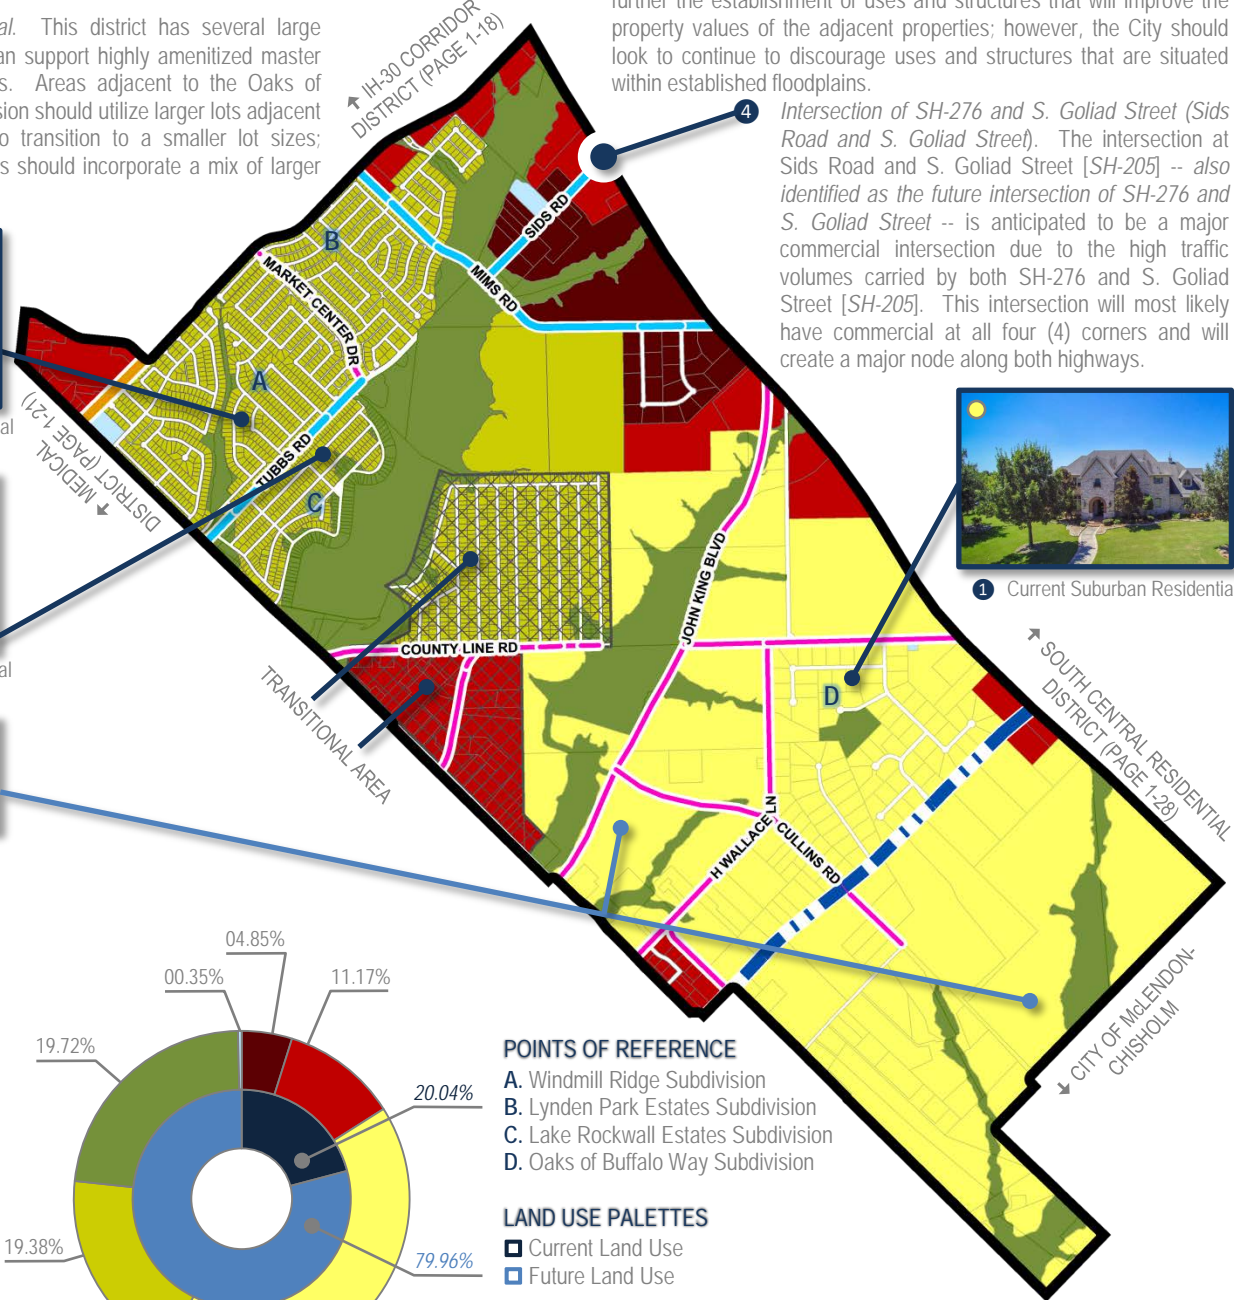 al. This district has several large
an support highly amenitized master
s. Areas adjacent to the Oaks of
sion should utilize larger lots adjacent
o transition to a smaller lot sizes;
s should incorporate a mix of larger
further the establishment of uses and structures that will improve the
property values of the adjacent properties; however, the City should
look to continue to discourage uses and structures that are situated
within established floodplains.
4
Intersection of SH-276 and S. Goliad Street (Sids
Road and S. Goliad Street). The intersection at
Sids Road and S. Goliad Street [SH-205] -- also
identified as the future intersection of SH-276 and
S. Goliad Street -- is anticipated to be a major
commercial intersection due to the high traffic
volumes carried by both SH-276 and S. Goliad
Street [SH-205]. This intersection will most likely
have commercial at all four (4) corners and will
create a major node along both highways.
IH-30 CORRIDOR
DISTRICT (PAGE 1-18)
SIDS RD
MIMS RD
B
MARKET CENTER DR
A
TUBBS RD
C
al
MEDICAL
DISTRICT (PAGE 1-21)
al
JOHN KING BLVD
COUNTY LINE RD
TRANSITIONAL AREA
D
1 Current Suburban Residentia
SOUTH CENTRAL RESIDENTIAL
DISTRICT (PAGE 1-28)
H WALLACE LN
CULLINS RD
CITY OF McLENDON-
CHISHOLM
04.85%
00.35%
11.17%
19.72%
20.04%
19.38%
79.96%
POINTS OF REFERENCE
A. Windmill Ridge Subdivision
B. Lynden Park Estates Subdivision
C. Lake Rockwall Estates Subdivision
D. Oaks of Buffalo Way Subdivision
LAND USE PALETTES
Current Land Use
Future Land Use